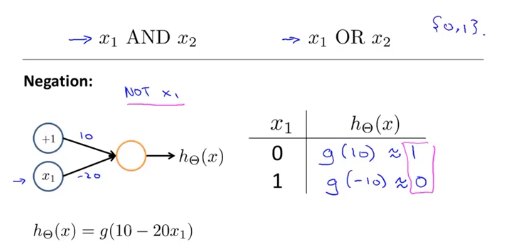 → x₁ AND x₂ → x₁ OR x₂ {0,1}.
Negation:
NOT x₁
+1 10
→ x₁ -20
→ hΘ(x)
x₁ hΘ(x)
0 g(10) ≈ 1
1 g(-10) ≈ 0
hΘ(x) = g(10 − 20x₁)